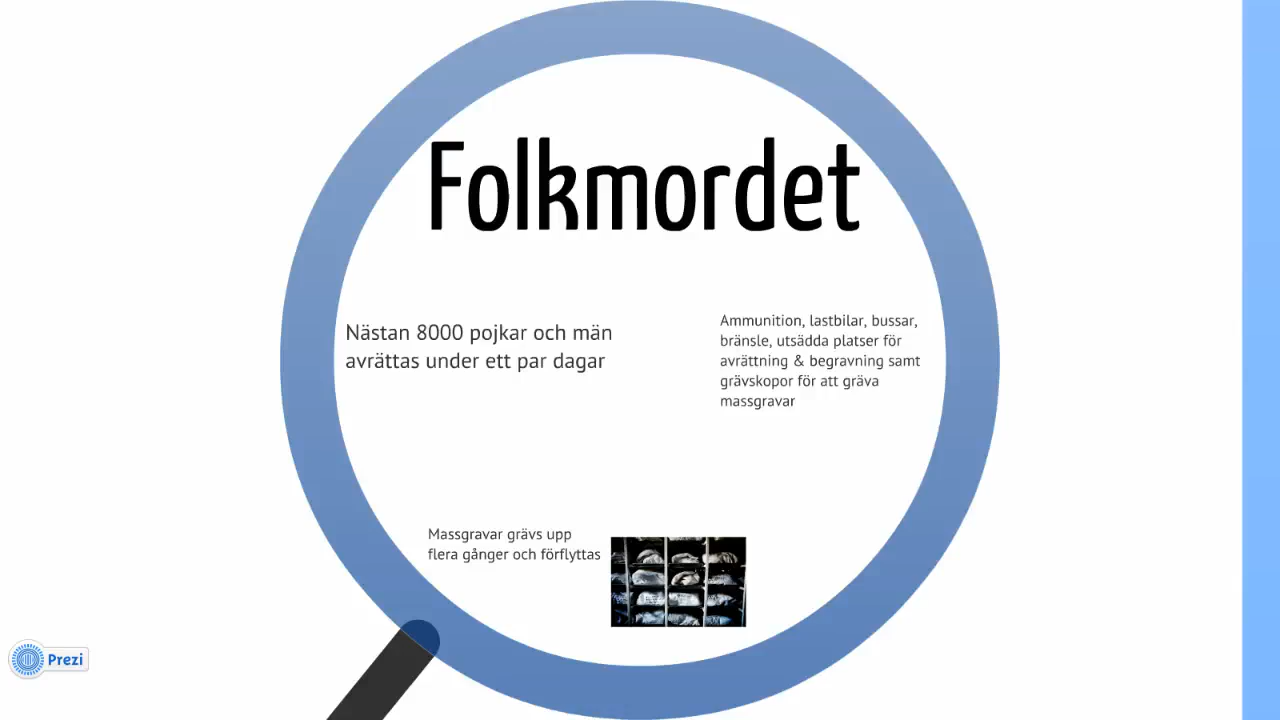 Folkmordet
Nästan 8000 pojkar och män
avrättas under ett par dagar
Ammunition, lastbilar, bussar,
bränsle, utsädda platser för
avrättning & begravning samt
grävskopor för att gräva
massgravar
Massgravar grävs upp
flera gånger och förflyttas
Prezi